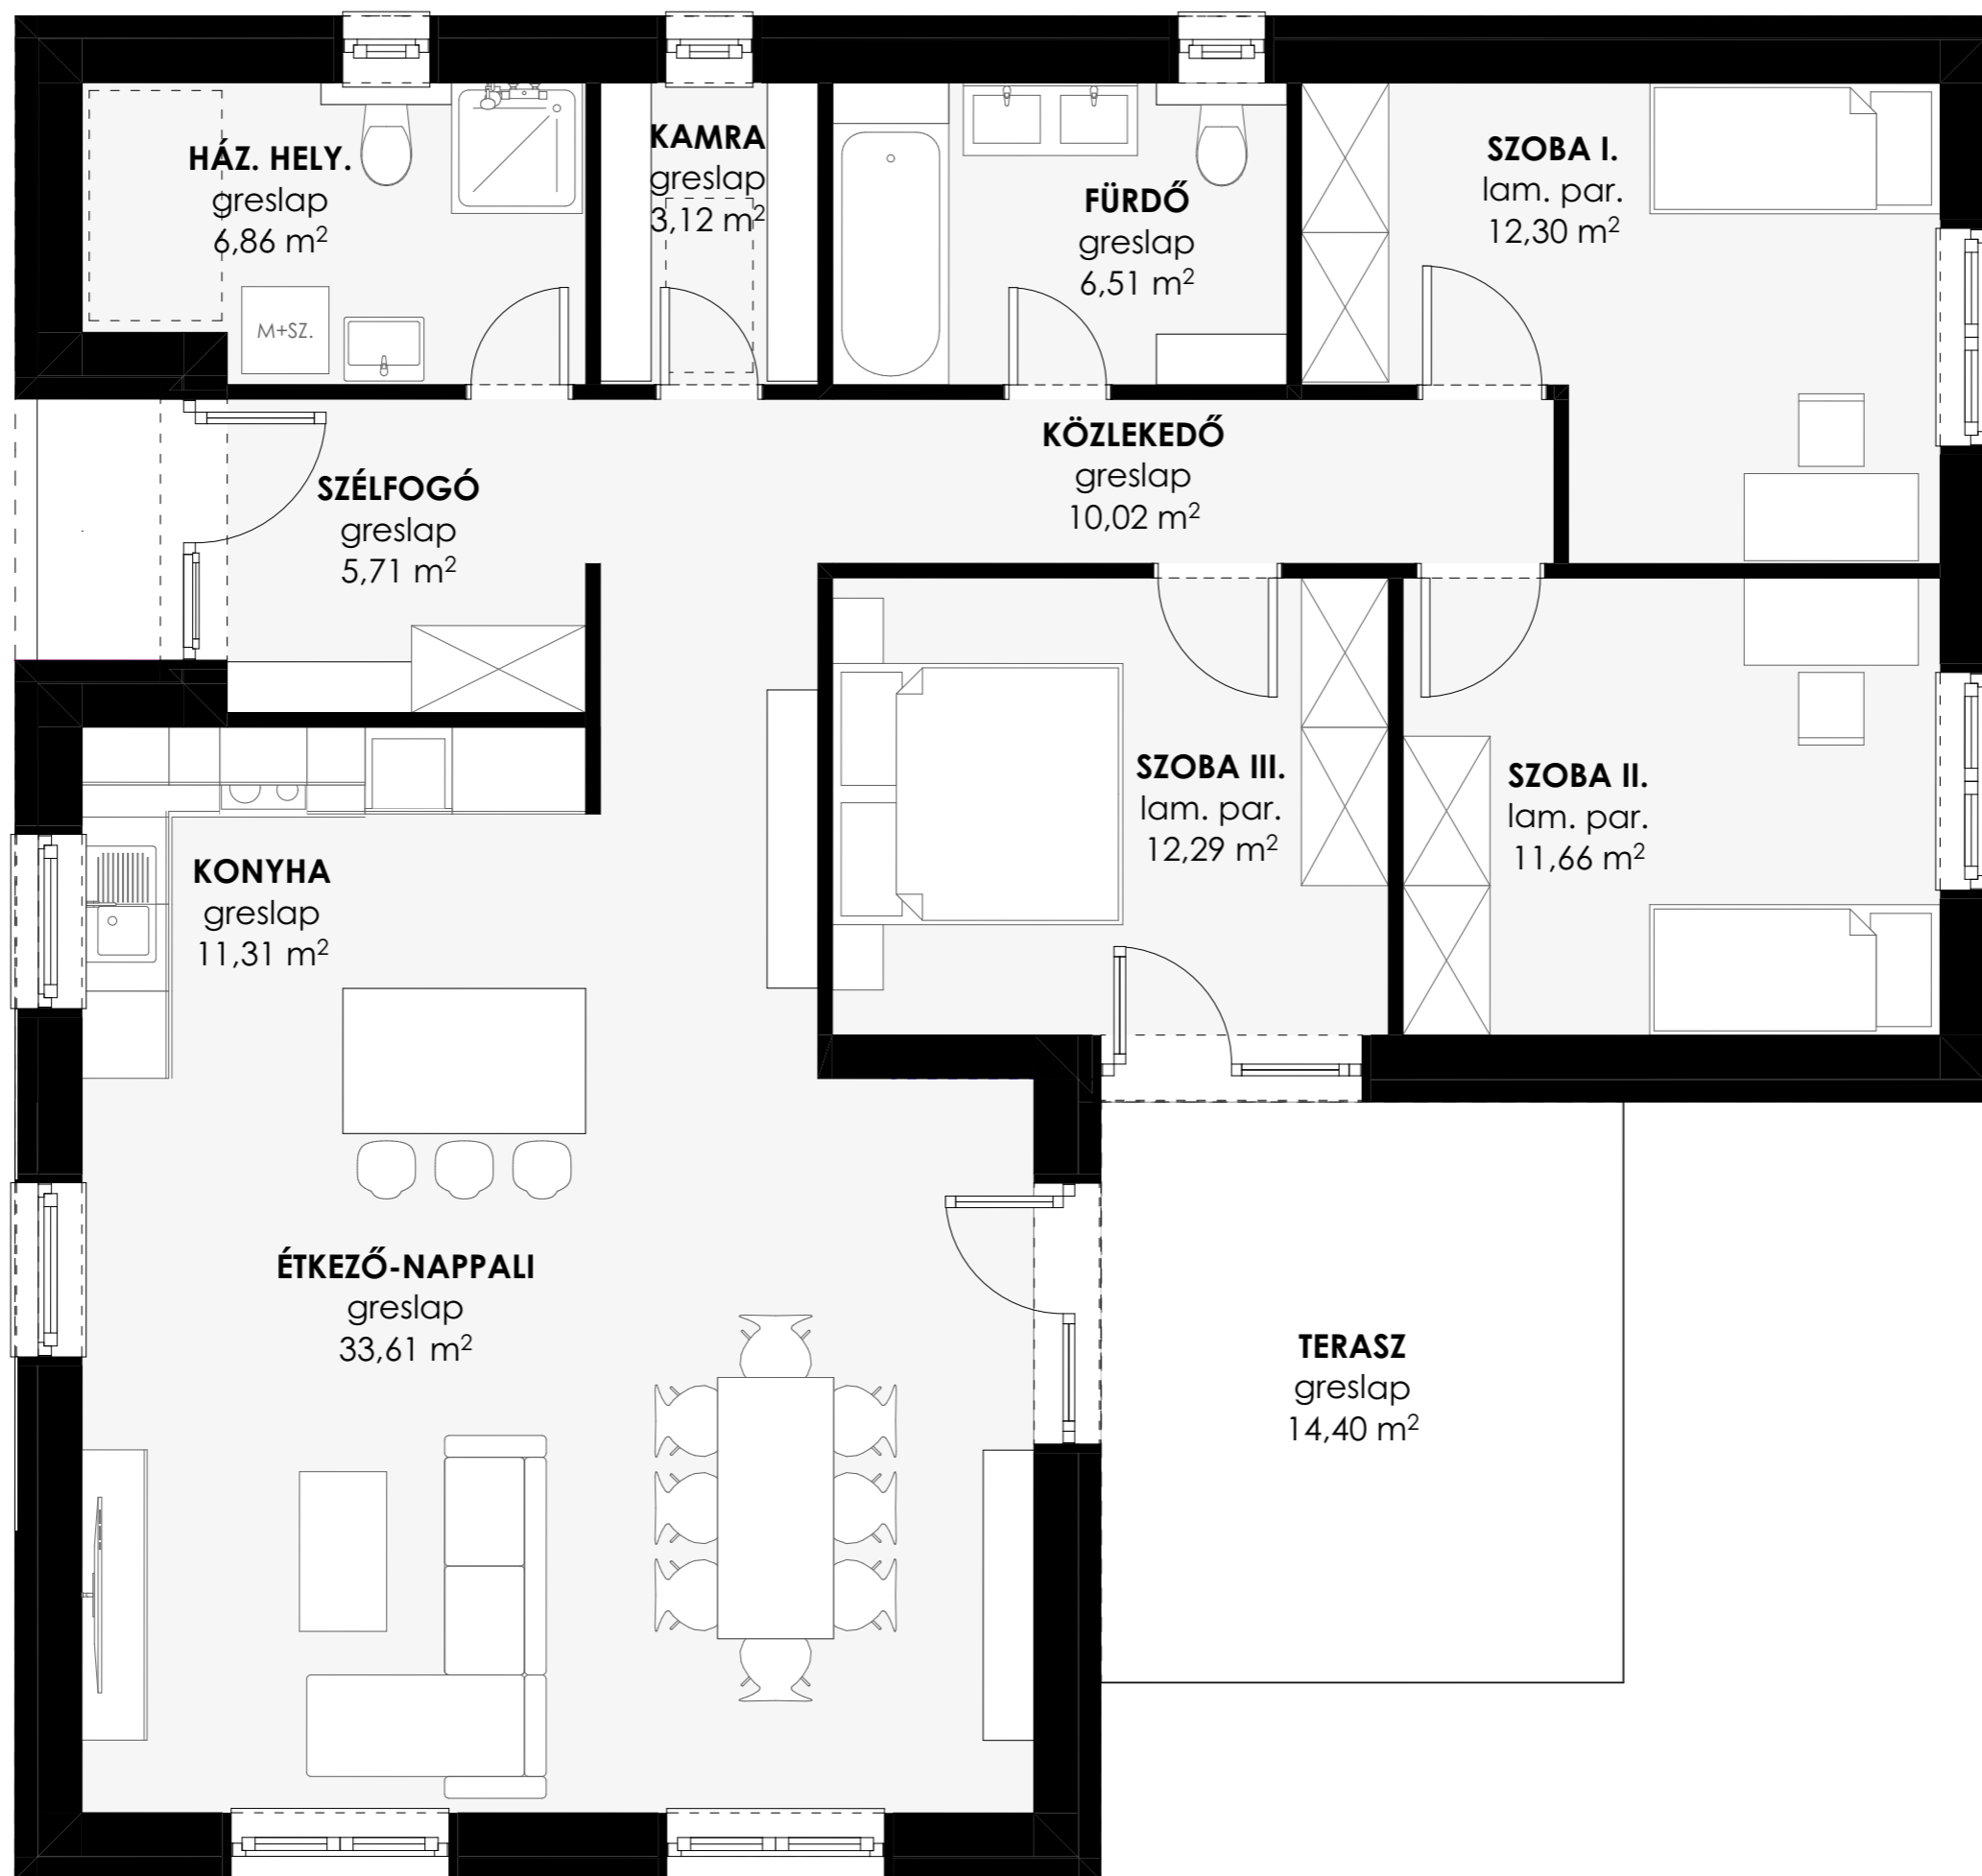 HÁZ. HELY.
greslap
6,86 m²
M+SZ.
KAMRA
greslap
3,12 m²
FÜRDŐ
greslap
6,51 m²
SZOBA I.
lam. par.
12,30 m²
SZÉLFOGÓ
greslap
5,71 m²
KÖZLEKEDŐ
greslap
10,02 m²
KONYHA
greslap
11,31 m²
SZOBA III.
lam. par.
12,29 m²
SZOBA II.
lam. par.
11,66 m²
ÉTKEZŐ-NAPPALI
greslap
33,61 m²
TERASZ
greslap
14,40 m²